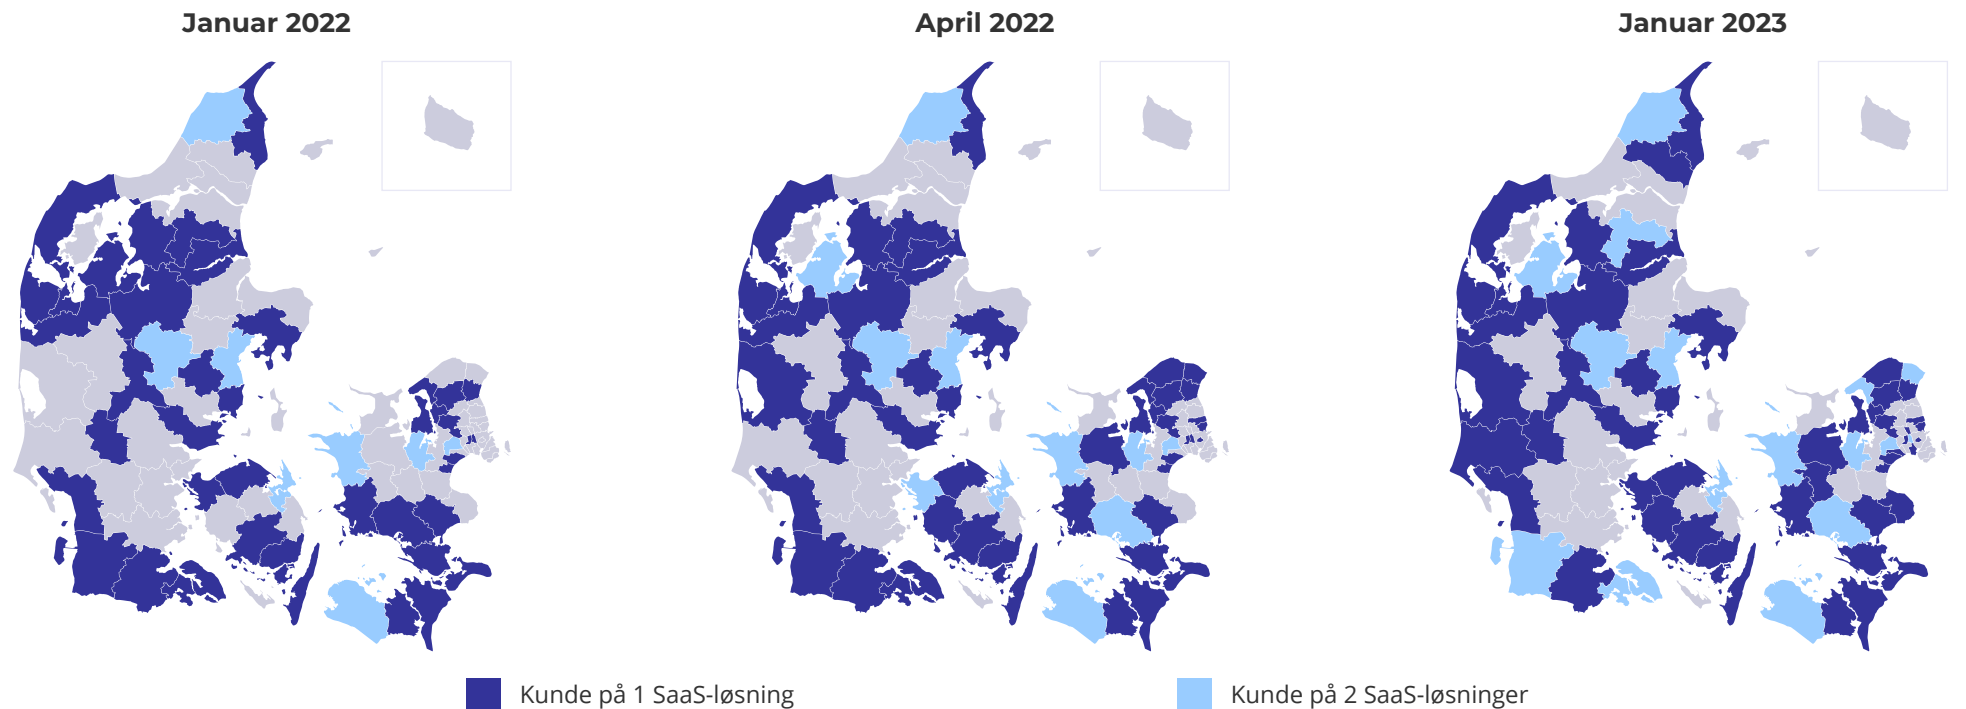 Januar 2022
April 2022
Januar 2023
Kunde på 1 SaaS-løsning
Kunde på 2 SaaS-løsninger